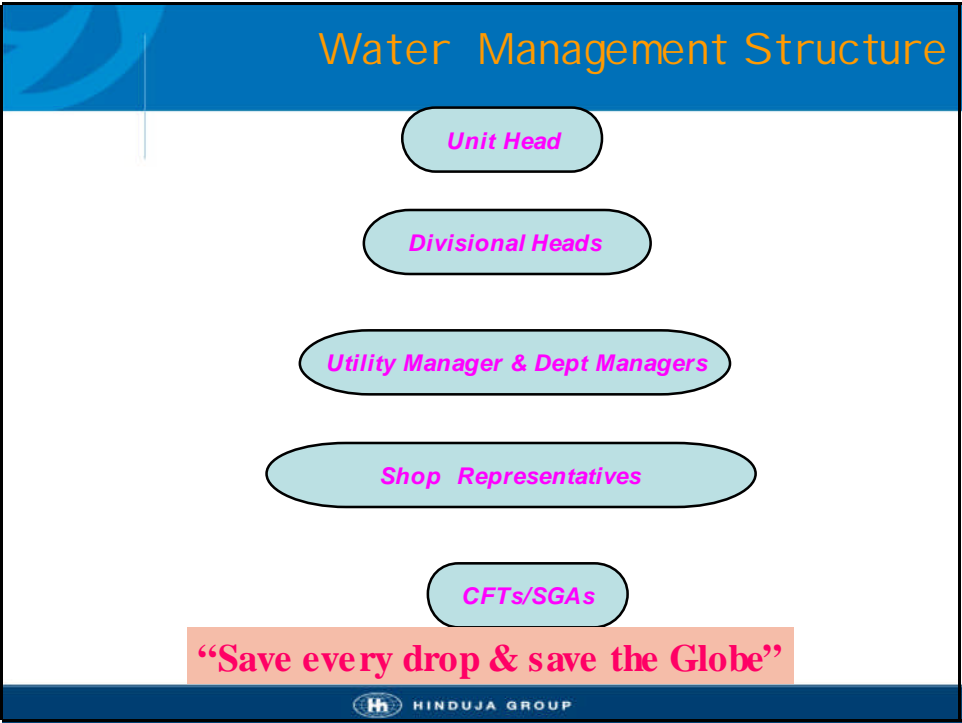 Water Management Structure
Unit Head
Divisional Heads
Utility Manager & Dept Managers
Shop Representatives
CFTs/SGAs
“Save every drop & save the Globe”
HINDUJA GROUP